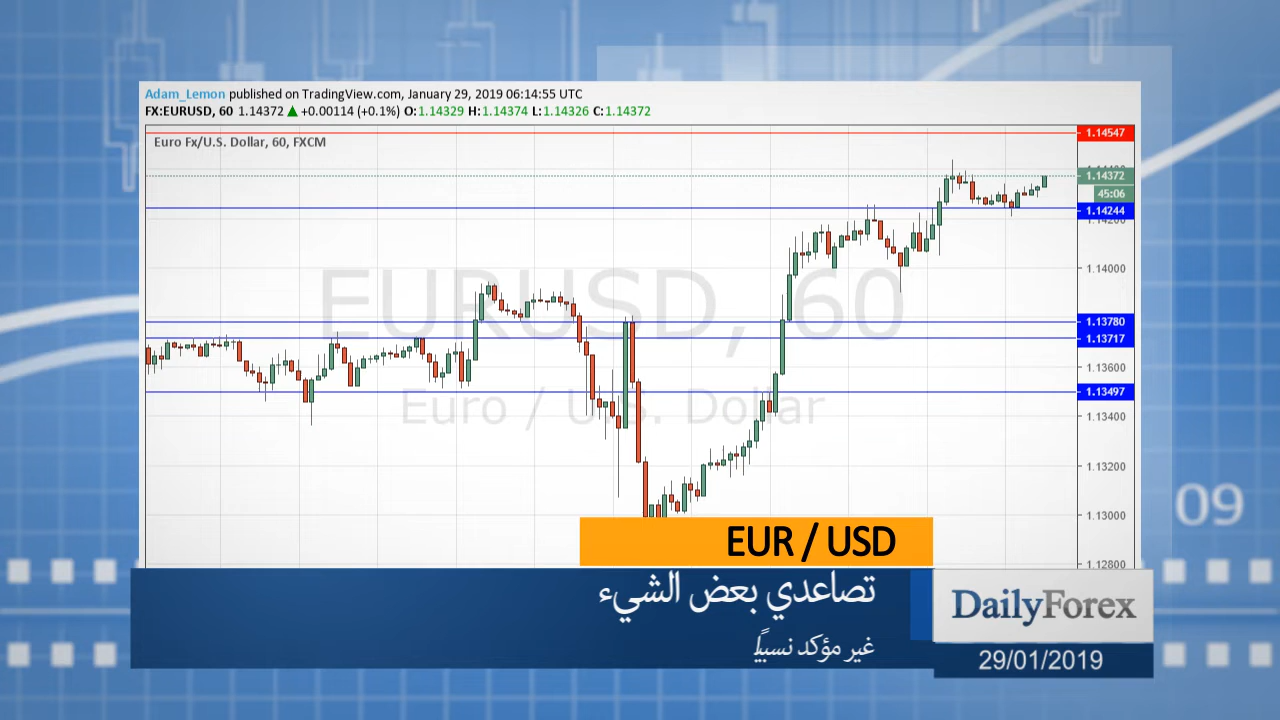 Adam_Lemon published on TradingView.com, January 29, 2019 06:14:55 UTC
FX:EURUSD, 60 1.14372 ▲ +0.00114 (+0.1%) O:1.14329 H:1.14374 L:1.14326 C:1.14372
Euro Fx/U.S. Dollar, 60, FXCM
1.14547
1.14372
45:06
1.14244
1.14200
1.14000
1.13780
1.13717
1.13600
1.13497
1.13400
1.13200
1.13000
1.12800
EURUSD, 60
Euro / U.S. Dollar
09
EUR / USD
تصاعدي بعض الشيء
غير مؤكد نسبيًا
DailyForex
29/01/2019